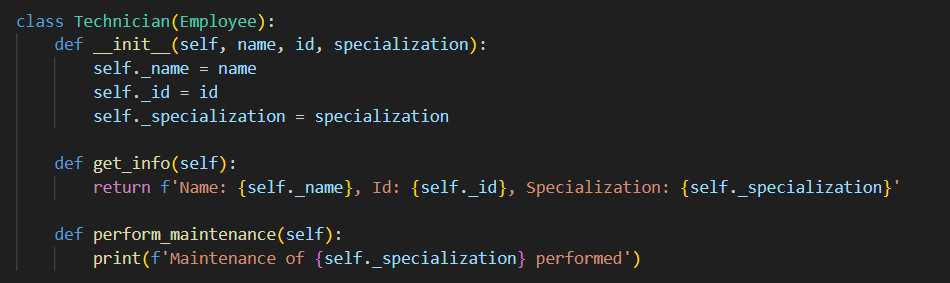 class Technician(Employee):
    def __init__(self, name, id, specialization):
        self._name = name
        self._id = id
        self._specialization = specialization

    def get_info(self):
        return f'Name: {self._name}, Id: {self._id}, Specialization: {self._specialization}'

    def perform_maintenance(self):
        print(f'Maintenance of {self._specialization} performed')